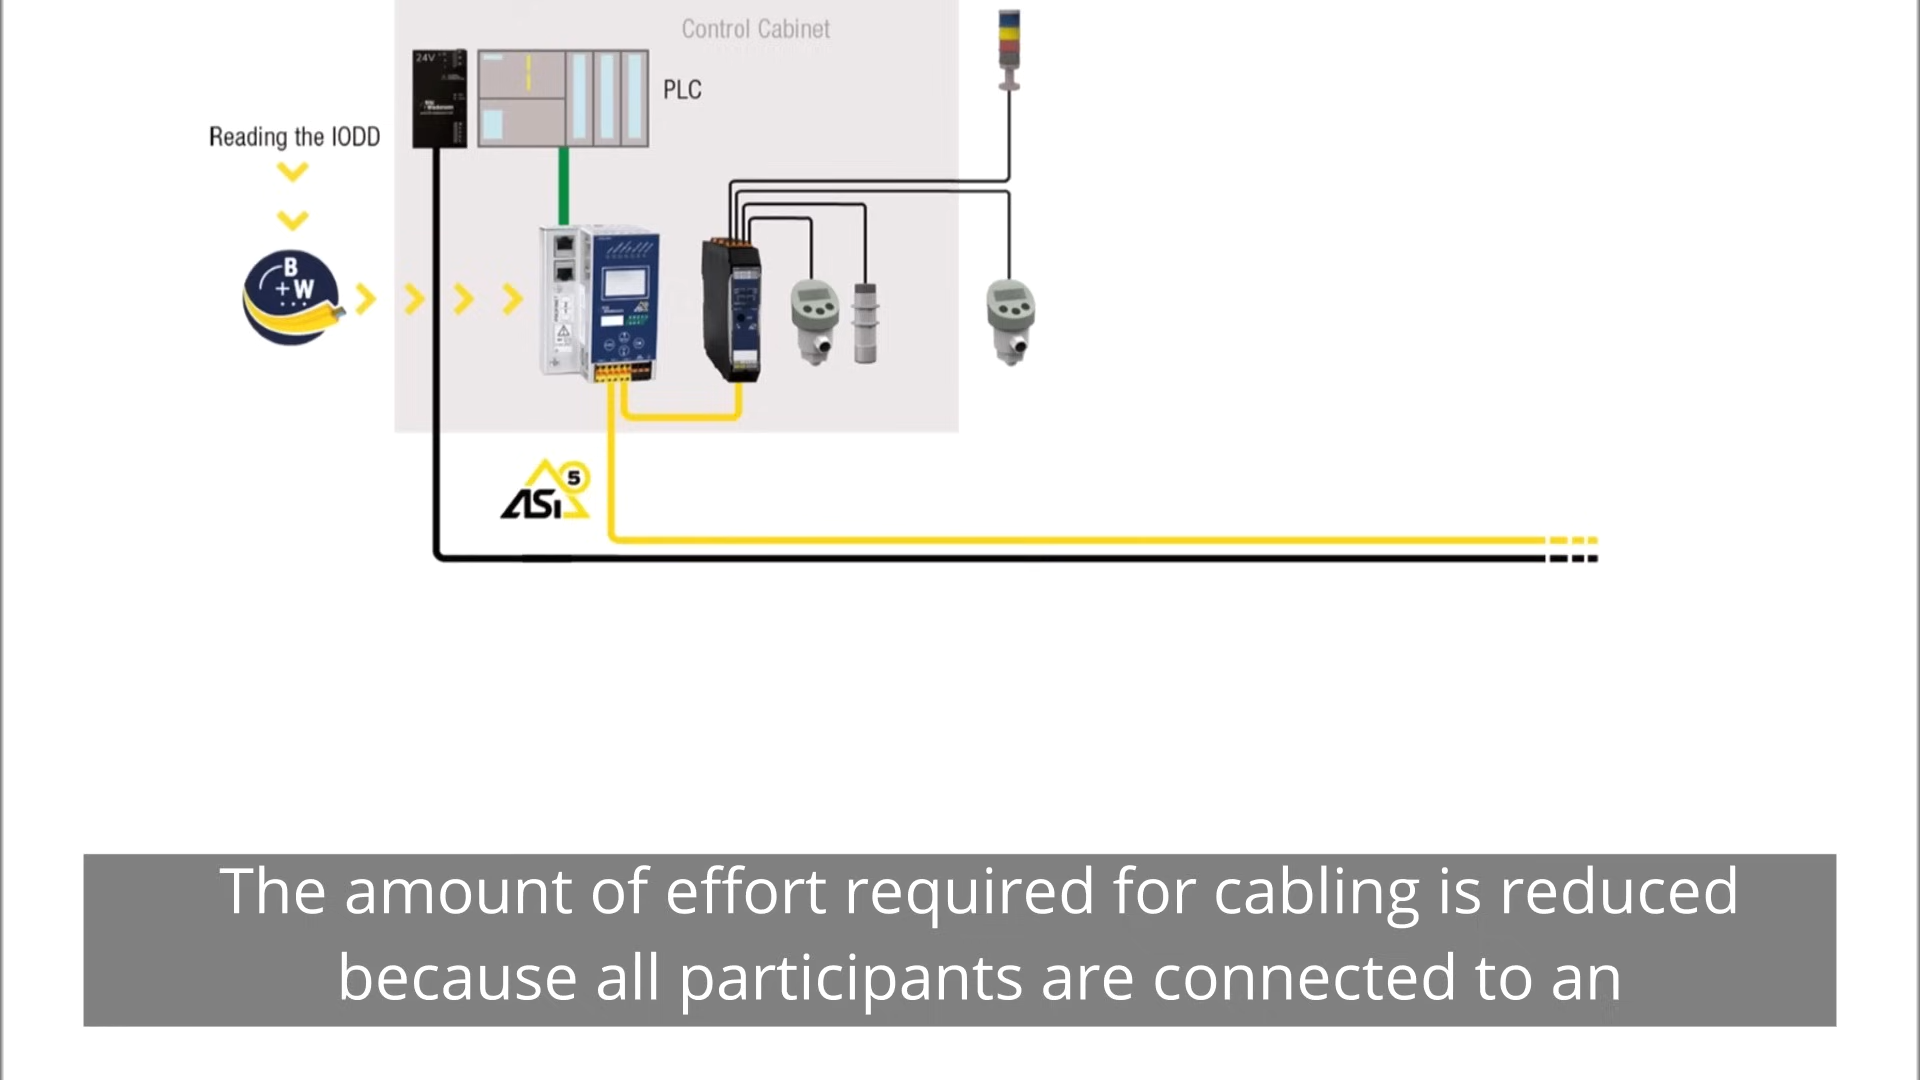 Control Cabinet
24V
PLC
Reading the IODD
B
+W
5
ASi
The amount of effort required for cabling is reduced
because all participants are connected to an